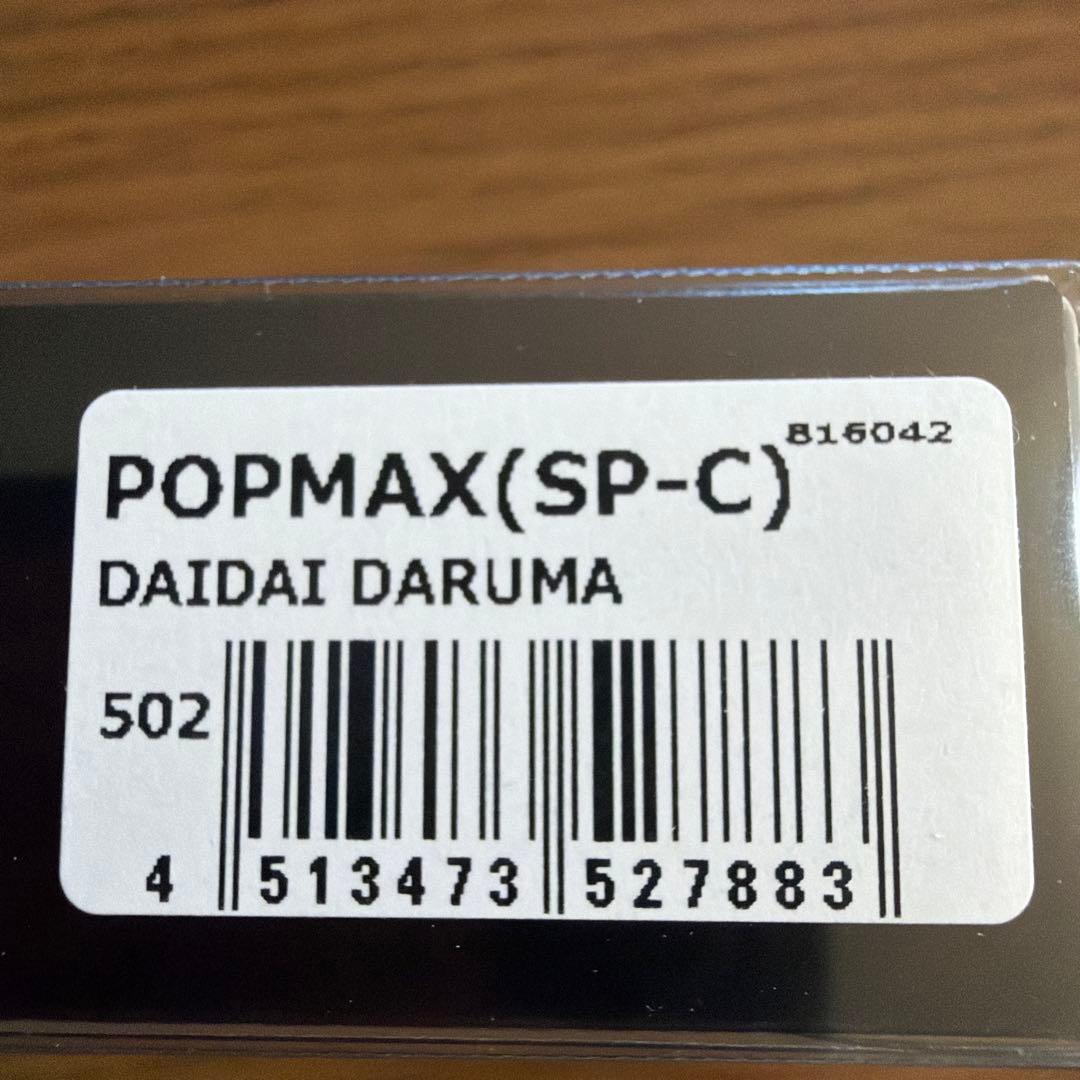 816042
POPMAX(SP-C)
DAIDAI DARUMA
502
4 513473 527883